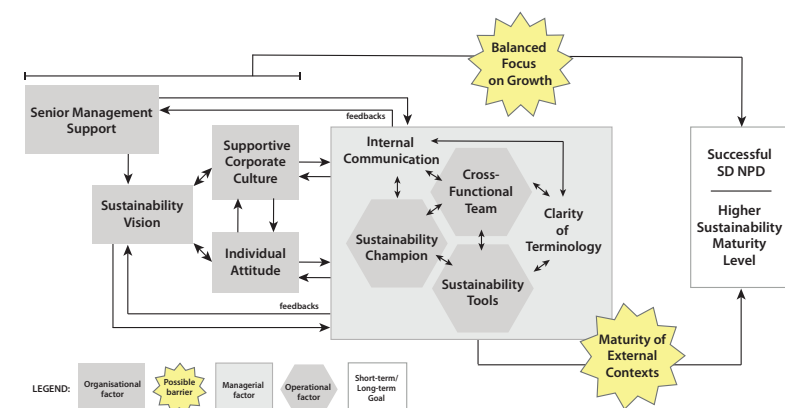 Balanced
Focus
on Growth
Senior Management
Support
feedbacks
Supportive
Corporate
Culture
Internal
Communication
Cross-
Functional
Team
Successful
SD NPD
Sustainability
Vision
Clarity
of
Terminology
Higher
Sustainability
Maturity
Level
Individual
Attitude
Sustainability
Champion
Sustainability
Tools
feedbacks
Maturity of
External
Contexts
LEGEND:
Organisational
factor
Possible
barrier
Managerial
factor
Operational
factor
Short-term/
Long-term
Goal